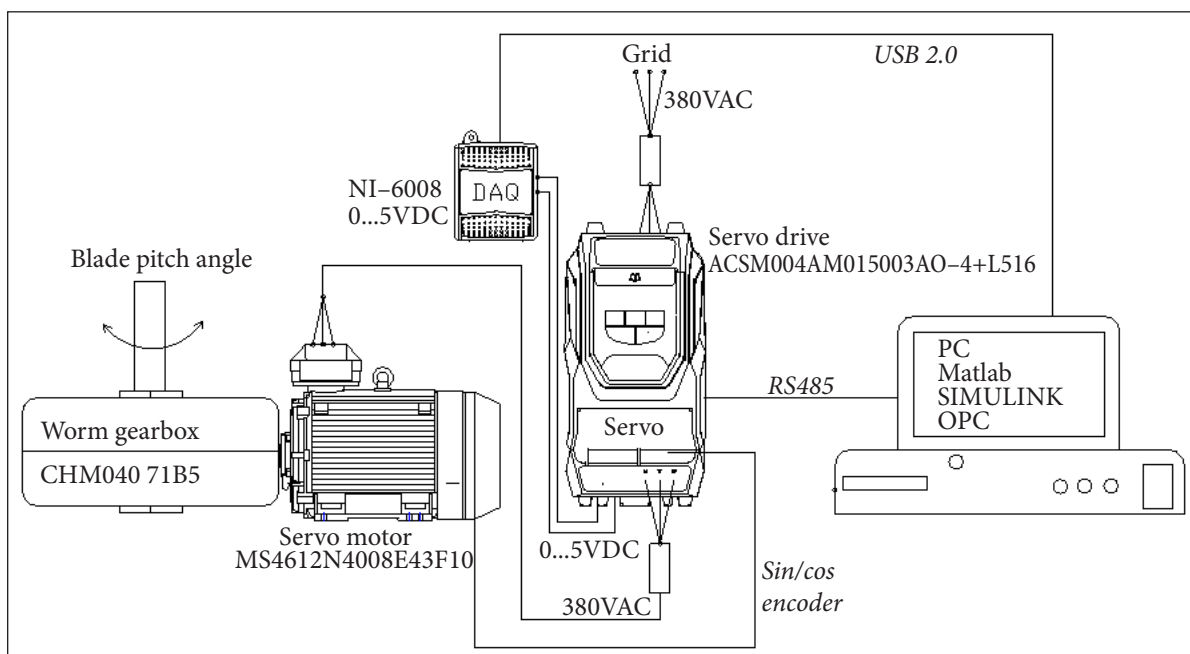 Grid
USB 2.0
380VAC
DAQ
NI–6008
0...5VDC
Servo drive
ACSM004AM015003AO–4+L516
Blade pitch angle
PC
Matlab
SIMULINK
OPC
RS485
Servo
Worm gearbox
CHM040 71B5
Servo motor
MS4612N4008E43F10
0...5VDC
380VAC
Sin/cos
encoder